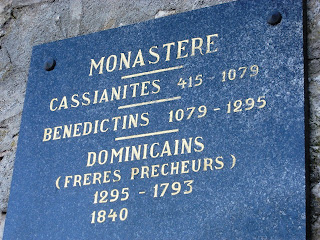 MONASTERE
CASSIANITES 415 - 1079
BENEDICTINS 1079 - 1295
DOMINICAINS
(FRERES PRECHEURS)
1295 - 1793
1840